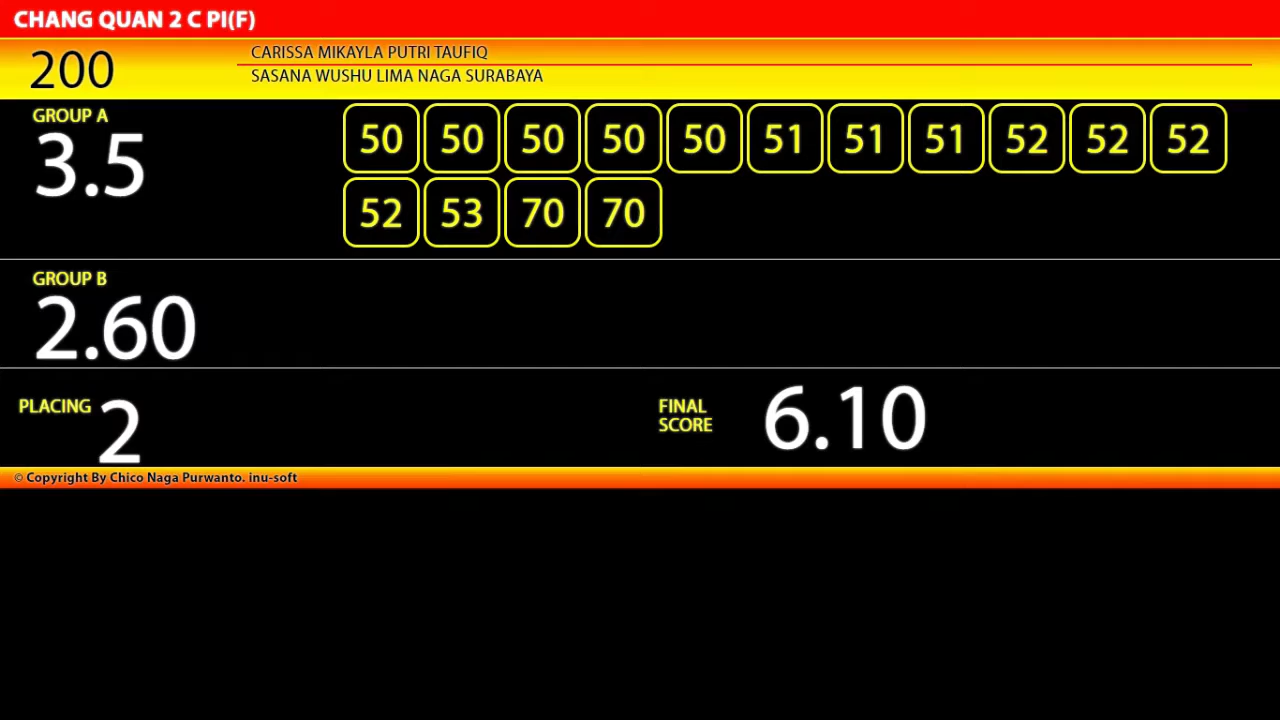 CHANG QUAN 2 C PI(F)
200
CARISSA MIKAYLA PUTRI TAUFIQ
SASANA WUSHU LIMA NAGA SURABAYA
GROUP A
3.5
50 50 50 50 50 51 51 51 52 52 52
52 53 70 70
GROUP B
2.60
PLACING 2
FINAL
SCORE
6.10
© Copyright By Chico Naga Purwanto. inu-soft